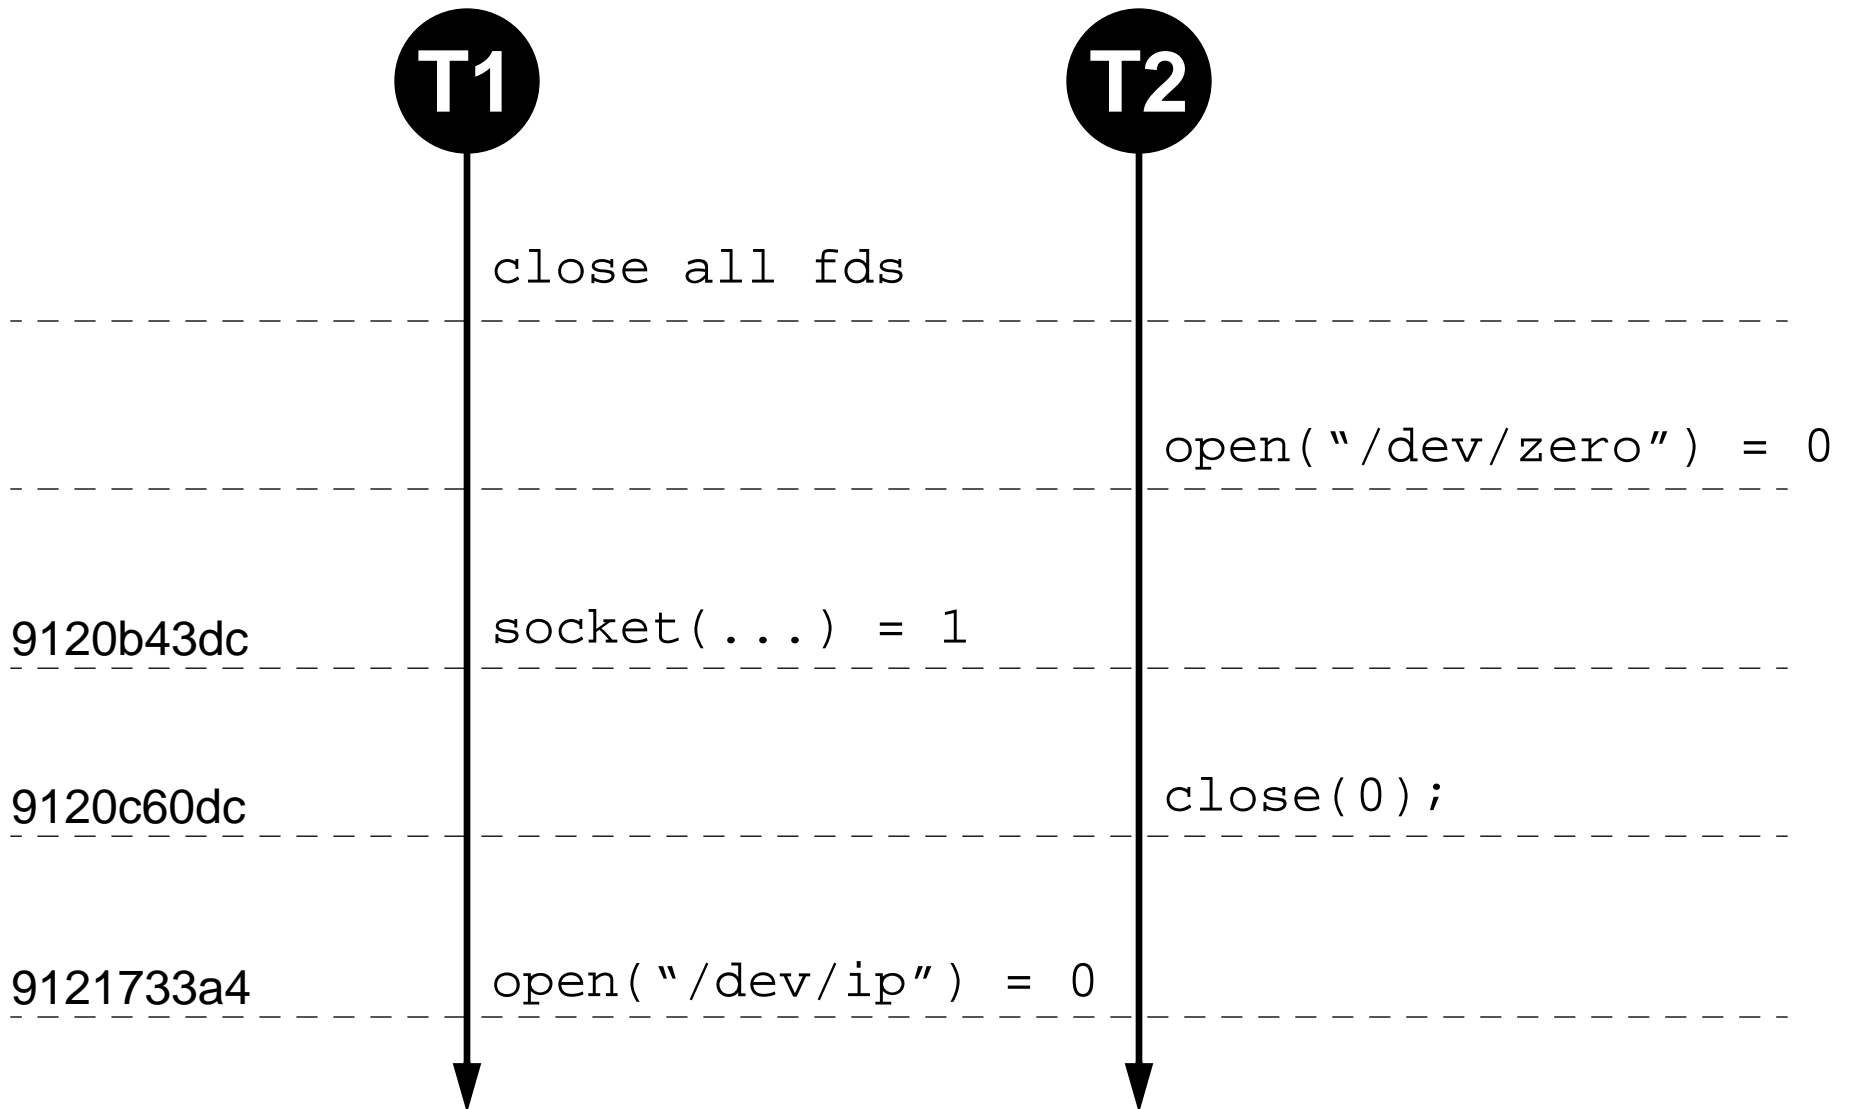 T1 T2
close all fds
open(“/dev/zero”) = 0
9120b43dc socket(...) = 1
9120c60dc close(0);
9121733a4 open(“/dev/ip”) = 0